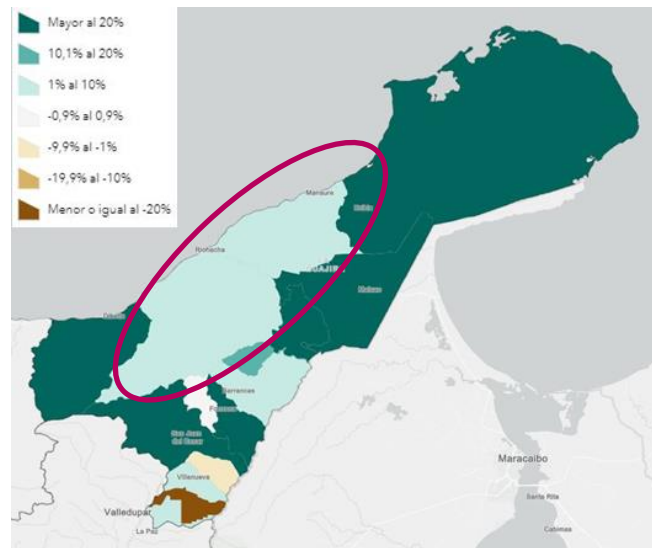 Mayor al 20%
10,1% al 20%
1% al 10%
-0,9% al 0,9%
-9,9% al -1%
-19,9% al -10%
Menor o igual al -20%
Manaure
Uribia
Riohacha
Maicao
Barrancas
San Juan
del Cesar
Villanueva
Valledupar
La Paz
Maracaibo
Santa Rita
Cabimas